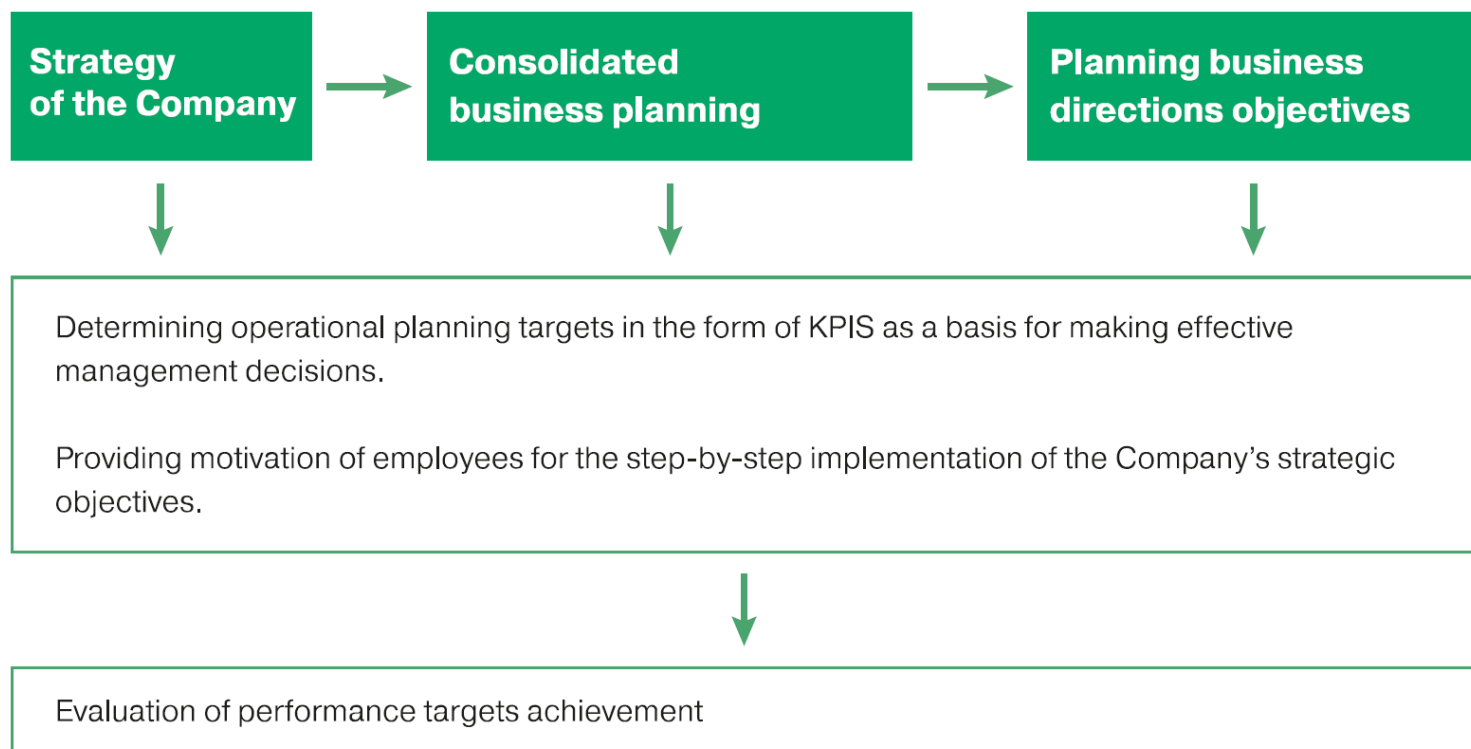 Strategy
of the Company
Consolidated
business planning
Planning business
directions objectives
Determining operational planning targets in the form of KPIS as a basis for making effective
management decisions.
Providing motivation of employees for the step-by-step implementation of the Company's strategic
objectives.
Evaluation of performance targets achievement